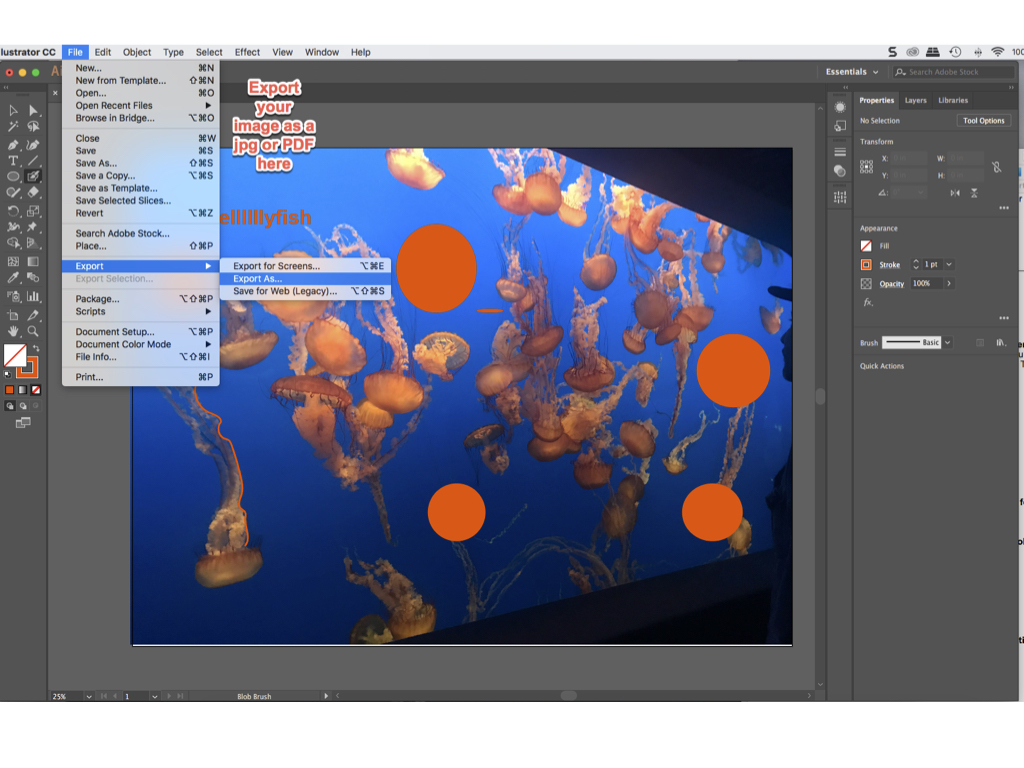 lustrator CC File Edit Object Type Select Effect View Window Help
Essentials
Search Adobe Stock
New... ⌘N
New from Template... ⇧⌘N
Open... ⌘O
Open Recent Files
Browse in Bridge... ⌥⌘O
Close ⌘W
Save ⌘S
Save As... ⇧⌘S
Save a Copy... ⌥⌘S
Save as Template...
Save Selected Slices...
Revert ⌥⌘Z
Search Adobe Stock...
Place... ⇧⌘P
Export
Export Selection...
Package... ⌥⇧⌘P
Scripts
Document Setup... ⌥⌘P
Document Color Mode
File Info... ⌥⇧⌘I
Print... ⌘P
Export for Screens... ⌥⌘E
Export As...
Save for Web (Legacy)... ⌥⇧⌘S
Export
your
image as a
jpg or PDF
here
ellllllyfish
Properties Layers Libraries
No Selection Tool Options
Transform
X: W:
Y: H:
Appearance
Fill
Stroke 1 pt
Opacity 100%
fx.
Brush Basic
Quick Actions
25% 1 Blob Brush